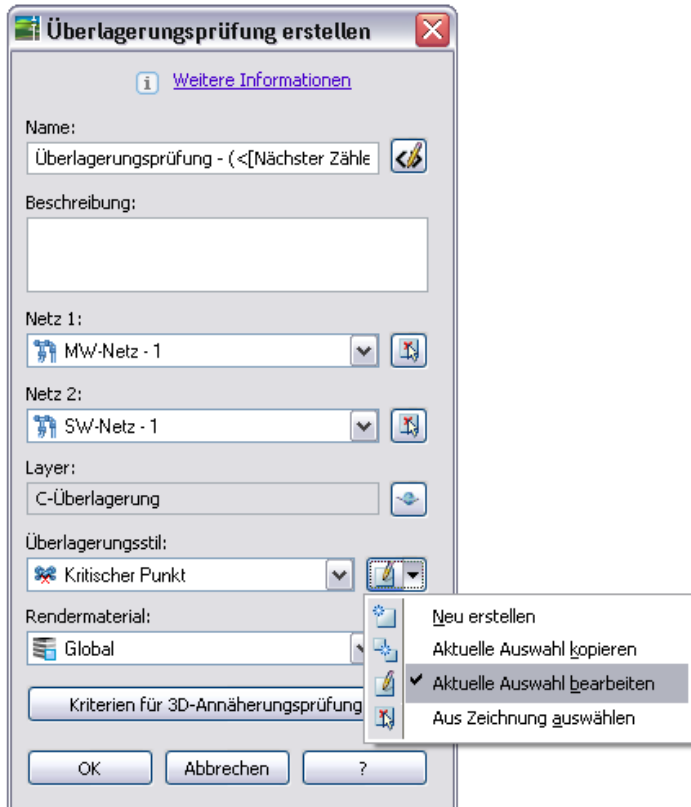 Überlagerungsprüfung erstellen
Weitere Informationen
Name:
Überlagerungsprüfung - (<[Nächster Zähle
Beschreibung:
Netz 1:
MW-Netz - 1
Netz 2:
SW-Netz - 1
Layer:
C-Überlagerung
Überlagerungsstil:
Kritischer Punkt
Rendermaterial:
Global
Neu erstellen
Aktuelle Auswahl kopieren
Aktuelle Auswahl bearbeiten
Aus Zeichnung auswählen
Kriterien für 3D-Annäherungsprüfung
OK
Abbrechen
?